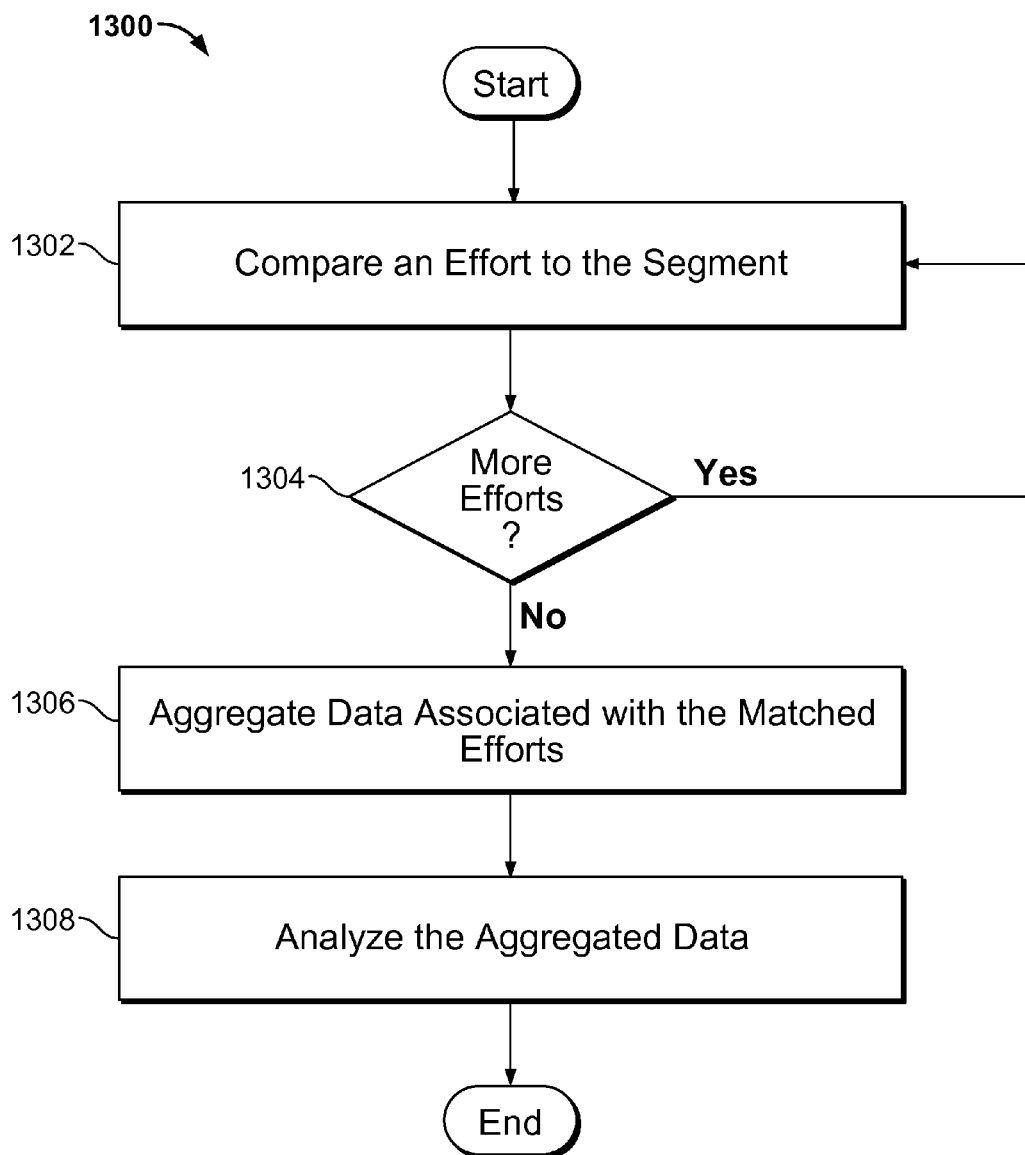 1300
Start
1302
Compare an Effort to the Segment
1304
More
Efforts
?
Yes
No
1306
Aggregate Data Associated with the Matched
Efforts
1308
Analyze the Aggregated Data
End